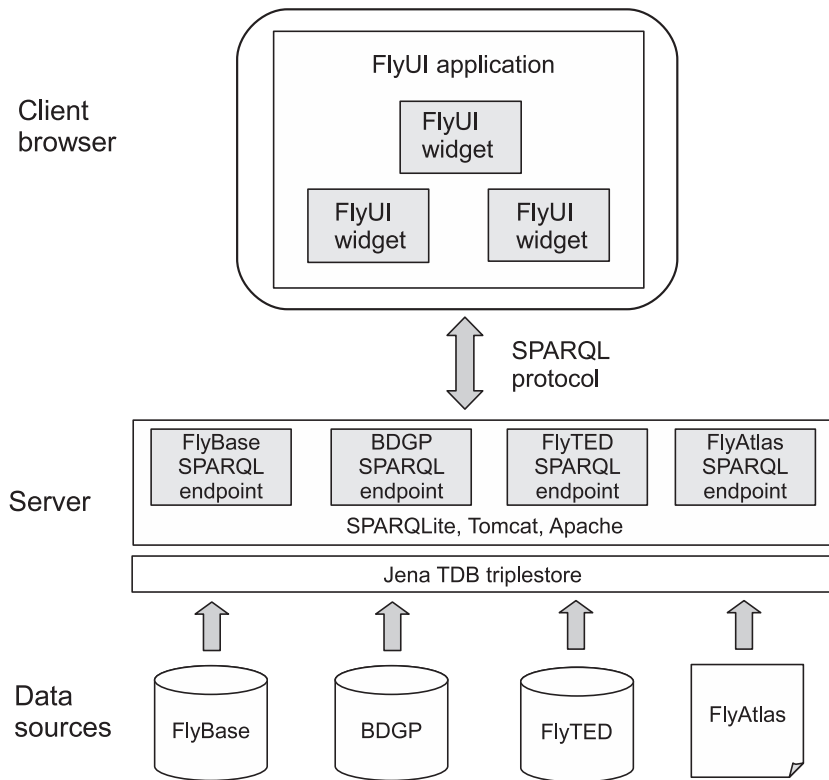 FlyUI application
Client
browser
FlyUI
widget
FlyUI
widget
FlyUI
widget
SPARQL
protocol
Server
FlyBase
SPARQL
endpoint
BDGP
SPARQL
endpoint
FlyTED
SPARQL
endpoint
FlyAtlas
SPARQL
endpoint
SPARQLite, Tomcat, Apache
Jena TDB triplestore
Data
sources
FlyBase
BDGP
FlyTED
FlyAtlas